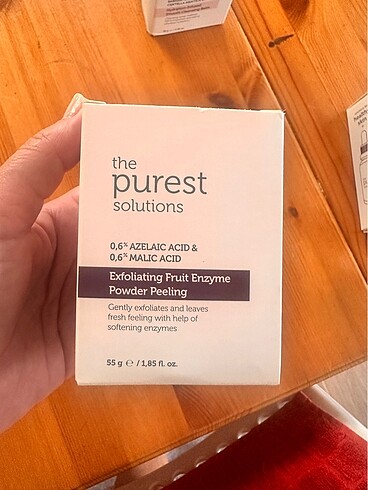 the
purest
solutions
0,6% AZELAIC ACID &
0,6% MALIC ACID
Exfoliating Fruit Enzyme
Powder Peeling
Gently exfoliates and leaves
fresh feeling with help of
softening enzymes
55 g ℮ / 1,85 fl. oz.